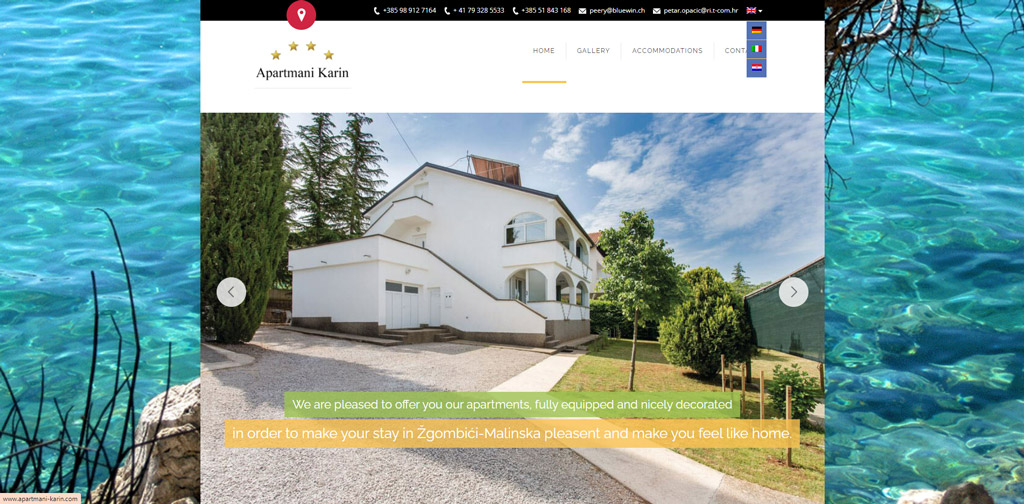 +385 98 912 7164 + 41 79 328 5533 +385 51 843 168 peery@bluewin.ch petar.opacic@ri.t-com.hr
Apartmani Karin
HOME GALLERY ACCOMMODATIONS CONT
We are pleased to offer you our apartments, fully equipped and nicely decorated
in order to make your stay in Žgombići-Malinska pleasent and make you feel like home.
www.apartmani-karin.com